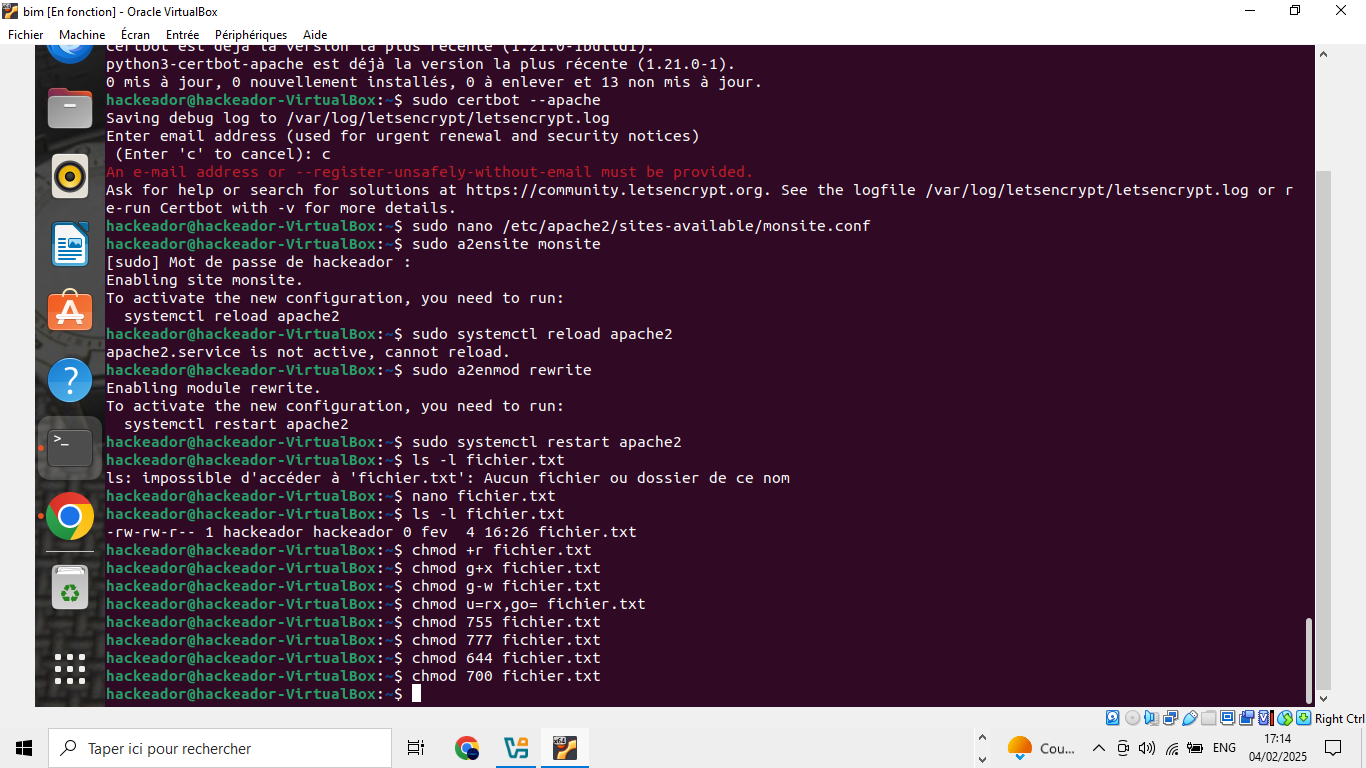 bim [En fonction] - Oracle VirtualBox
Fichier Machine Écran Entrée Périphériques Aide
Certbot est déjà la version la plus récente (1.21.0-1build1).
python3-certbot-apache est déjà la version la plus récente (1.21.0-1).
0 mis à jour, 0 nouvellement installés, 0 à enlever et 13 non mis à jour.
hackeador@hackeador-VirtualBox:~$ sudo certbot --apache
Saving debug log to /var/log/letsencrypt/letsencrypt.log
Enter email address (used for urgent renewal and security notices)
 (Enter 'c' to cancel): c
An e-mail address or --register-unsafely-without-email must be provided.
Ask for help or search for solutions at https://community.letsencrypt.org. See the logfile /var/log/letsencrypt/letsencrypt.log or r
e-run Certbot with -v for more details.
hackeador@hackeador-VirtualBox:~$ sudo nano /etc/apache2/sites-available/monsite.conf
hackeador@hackeador-VirtualBox:~$ sudo a2ensite monsite
[sudo] Mot de passe de hackeador :
Enabling site monsite.
To activate the new configuration, you need to run:
  systemctl reload apache2
hackeador@hackeador-VirtualBox:~$ sudo systemctl reload apache2
apache2.service is not active, cannot reload.
hackeador@hackeador-VirtualBox:~$ sudo a2enmod rewrite
Enabling module rewrite.
To activate the new configuration, you need to run:
  systemctl restart apache2
hackeador@hackeador-VirtualBox:~$ sudo systemctl restart apache2
hackeador@hackeador-VirtualBox:~$ ls -l fichier.txt
ls: impossible d'accéder à 'fichier.txt': Aucun fichier ou dossier de ce nom
hackeador@hackeador-VirtualBox:~$ nano fichier.txt
hackeador@hackeador-VirtualBox:~$ ls -l fichier.txt
-rw-rw-r-- 1 hackeador hackeador 0 fev  4 16:26 fichier.txt
hackeador@hackeador-VirtualBox:~$ chmod +r fichier.txt
hackeador@hackeador-VirtualBox:~$ chmod g+x fichier.txt
hackeador@hackeador-VirtualBox:~$ chmod g-w fichier.txt
hackeador@hackeador-VirtualBox:~$ chmod u=rx,go= fichier.txt
hackeador@hackeador-VirtualBox:~$ chmod 755 fichier.txt
hackeador@hackeador-VirtualBox:~$ chmod 777 fichier.txt
hackeador@hackeador-VirtualBox:~$ chmod 644 fichier.txt
hackeador@hackeador-VirtualBox:~$ chmod 700 fichier.txt
hackeador@hackeador-VirtualBox:~$
Right Ctrl
Taper ici pour rechercher
Cou...
ENG
17:14
04/02/2025